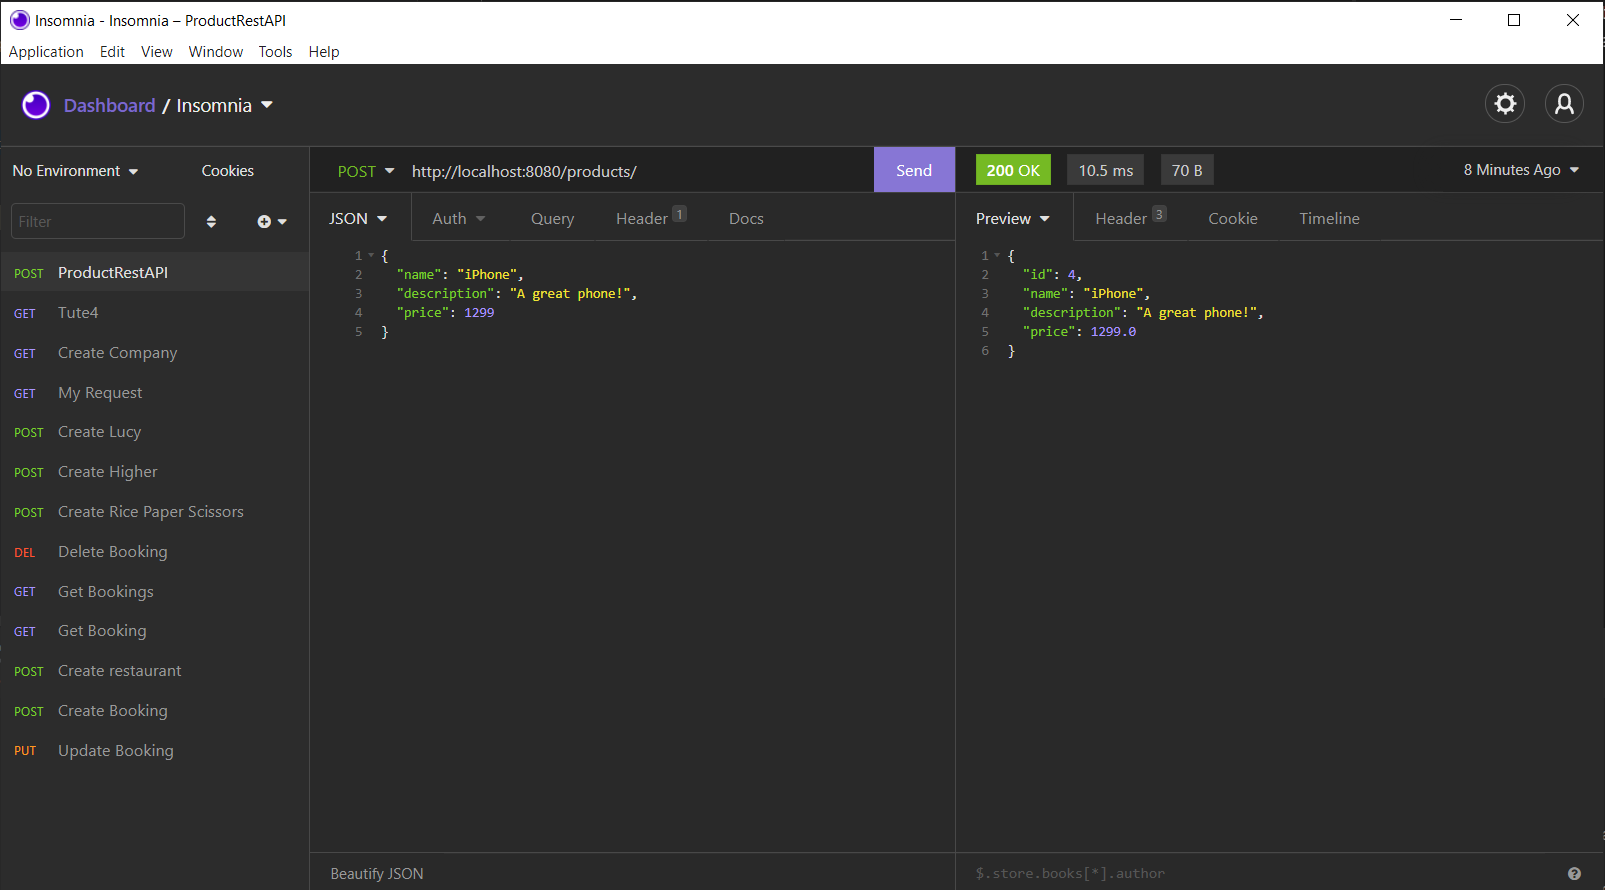 Insomnia - Insomnia – ProductRestAPI
Application Edit View Window Tools Help
Dashboard / Insomnia
No Environment Cookies
Filter
POST ProductRestAPI
GET Tute4
GET Create Company
GET My Request
POST Create Lucy
POST Create Higher
POST Create Rice Paper Scissors
DEL Delete Booking
GET Get Bookings
GET Get Booking
POST Create restaurant
POST Create Booking
PUT Update Booking
POST http://localhost:8080/products/ Send
JSON Auth Query Header 1 Docs
1 {
2 "name": "iPhone",
3 "description": "A great phone!",
4 "price": 1299
5 }
Beautify JSON
200 OK 10.5 ms 70 B 8 Minutes Ago
Preview Header 3 Cookie Timeline
1 {
2 "id": 4,
3 "name": "iPhone",
4 "description": "A great phone!",
5 "price": 1299.0
6 }
$.store.books[*].author